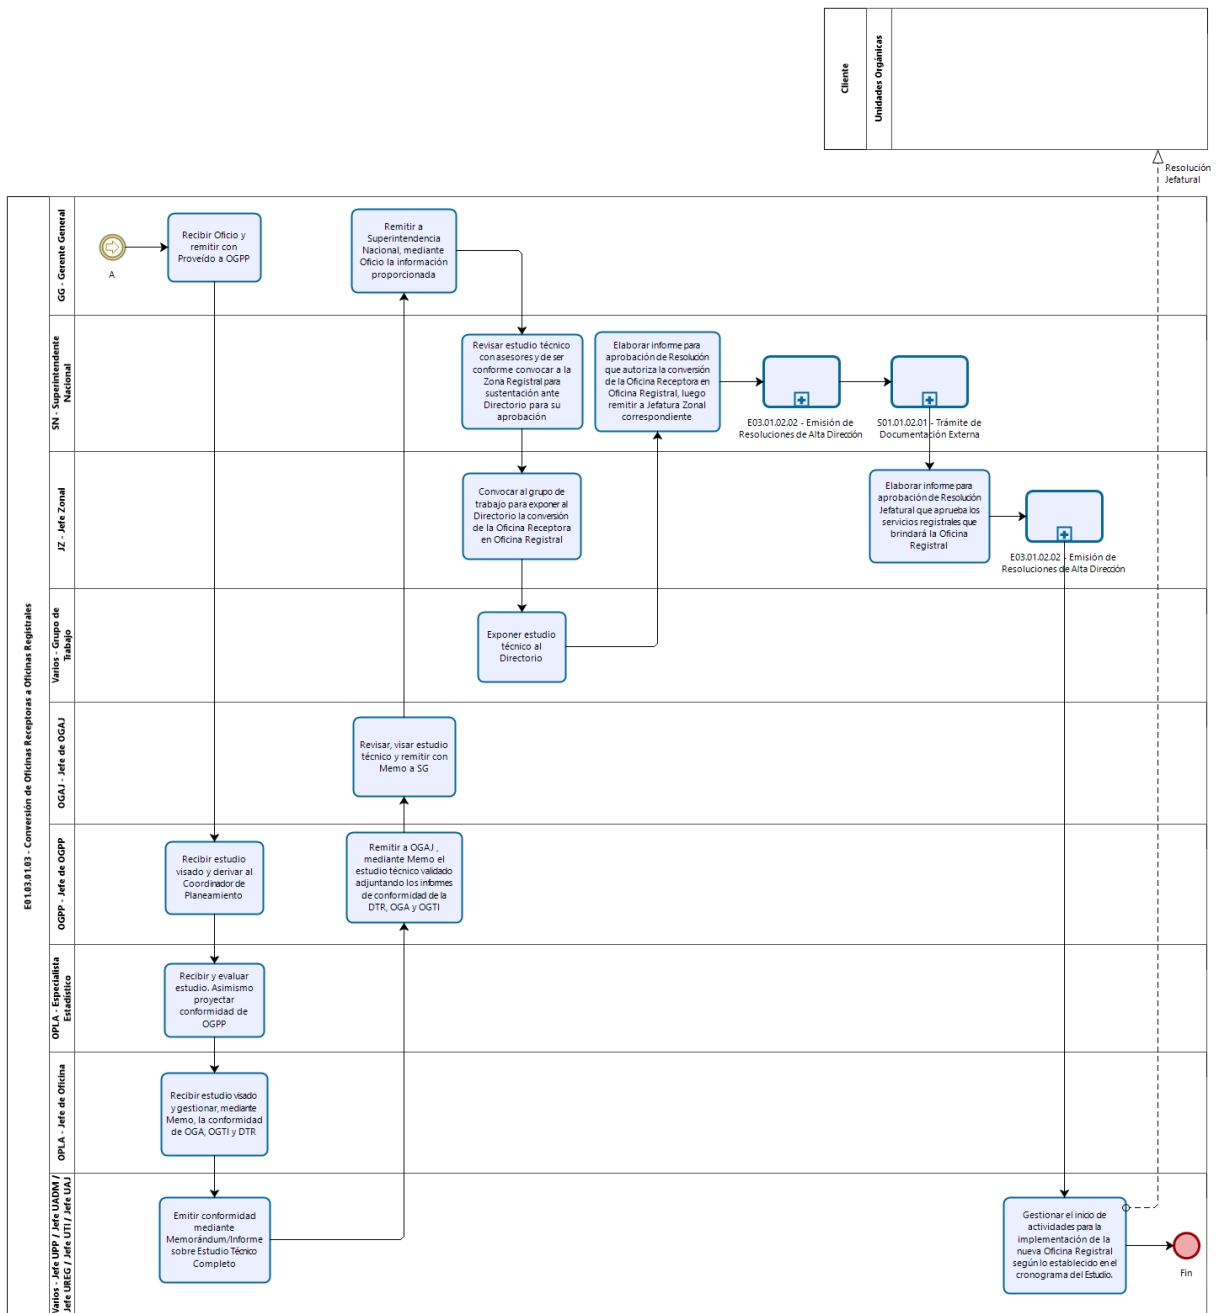 Cliente
Unidades Orgánicas
Resolución
Jefatural
E01.03.01.03 - Conversión de Oficinas Receptoras a Oficinas Registrales
GG - Gerente General
A
Recibir Oficio y
remitir con
Proveído a OGPP
Remitir a
Superintendencia
Nacional, mediante
Oficio la información
proporcionada
SN - Superintendente
Nacional
Revisar estudio técnico
con asesores y de ser
conforme convocar a la
Zona Registral para
sustentación ante
Directorio para su
aprobación
Elaborar informe para
aprobación de Resolución
que autoriza la conversión
de la Oficina Receptora en
Oficina Registral, luego
remitir a Jefatura Zonal
correspondiente
E03.01.02.02 - Emisión de
Resoluciones de Alta Dirección
S01.01.02.01 - Trámite de
Documentación Externa
JZ - Jefe Zonal
Convocar al grupo de
trabajo para exponer al
Directorio la conversión
de la Oficina Receptora
en Oficina Registral
Elaborar informe para
aprobación de Resolución
Jefatural que aprueba los
servicios registrales que
brindará la Oficina
Registral
E03.01.02.02 - Emisión de
Resoluciones de Alta Dirección
Varios - Grupo de
Trabajo
Exponer estudio
técnico al
Directorio
OGAJ - Jefe de OGAJ
Revisar, visar estudio
técnico y remitir con
Memo a SG
OGPP - Jefe de OGPP
Recibir estudio
visado y derivar al
Coordinador de
Planeamiento
Remitir a OGAJ ,
mediante Memo el
estudio técnico validado
adjuntando los informes
de conformidad de la
DTR, OGA y OGTI
OPLA - Especialista
Estadístico
Recibir y evaluar
estudio. Asimismo
proyectar
conformidad de
OGPP
OPLA - Jefe de Oficina
Recibir estudio visado
y gestionar, mediante
Memo, la conformidad
de OGA, OGTI y DTR
Varios - Jefe UPP / Jefe UADM /
Jefe UREG / Jefe UTI / Jefe UAJ
Emitir conformidad
mediante
Memorándum/Informe
sobre Estudio Técnico
Completo
Gestionar el inicio de
actividades para la
implementación de la
nueva Oficina Registral
según lo establecido en el
cronograma del Estudio.
Fin